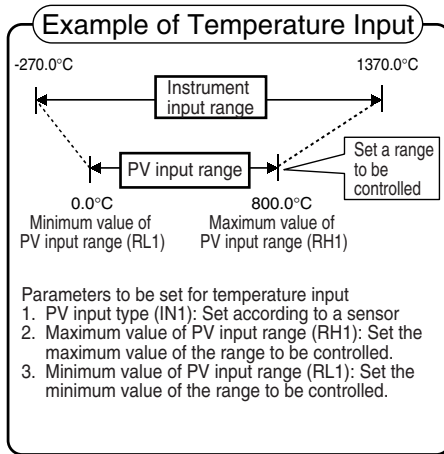 Example of Temperature Input
-270.0°C
1370.0°C
Instrument
input range
PV input range
Set a range
to be
controlled
0.0°C
800.0°C
Minimum value of
PV input range (RL1)
Maximum value of
PV input range (RH1)
Parameters to be set for temperature input
1. PV input type (IN1): Set according to a sensor
2. Maximum value of PV input range (RH1): Set the
maximum value of the range to be controlled.
3. Minimum value of PV input range (RL1): Set the
minimum value of the range to be controlled.